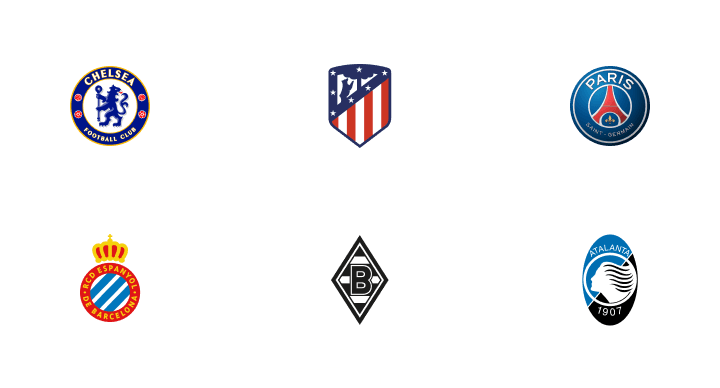 CHELSEA
FOOTBALL CLUB
PARIS
SAINT-GERMAIN
RCD ESPANYOL
DE BARCELONA
B
ATALANTA
1907